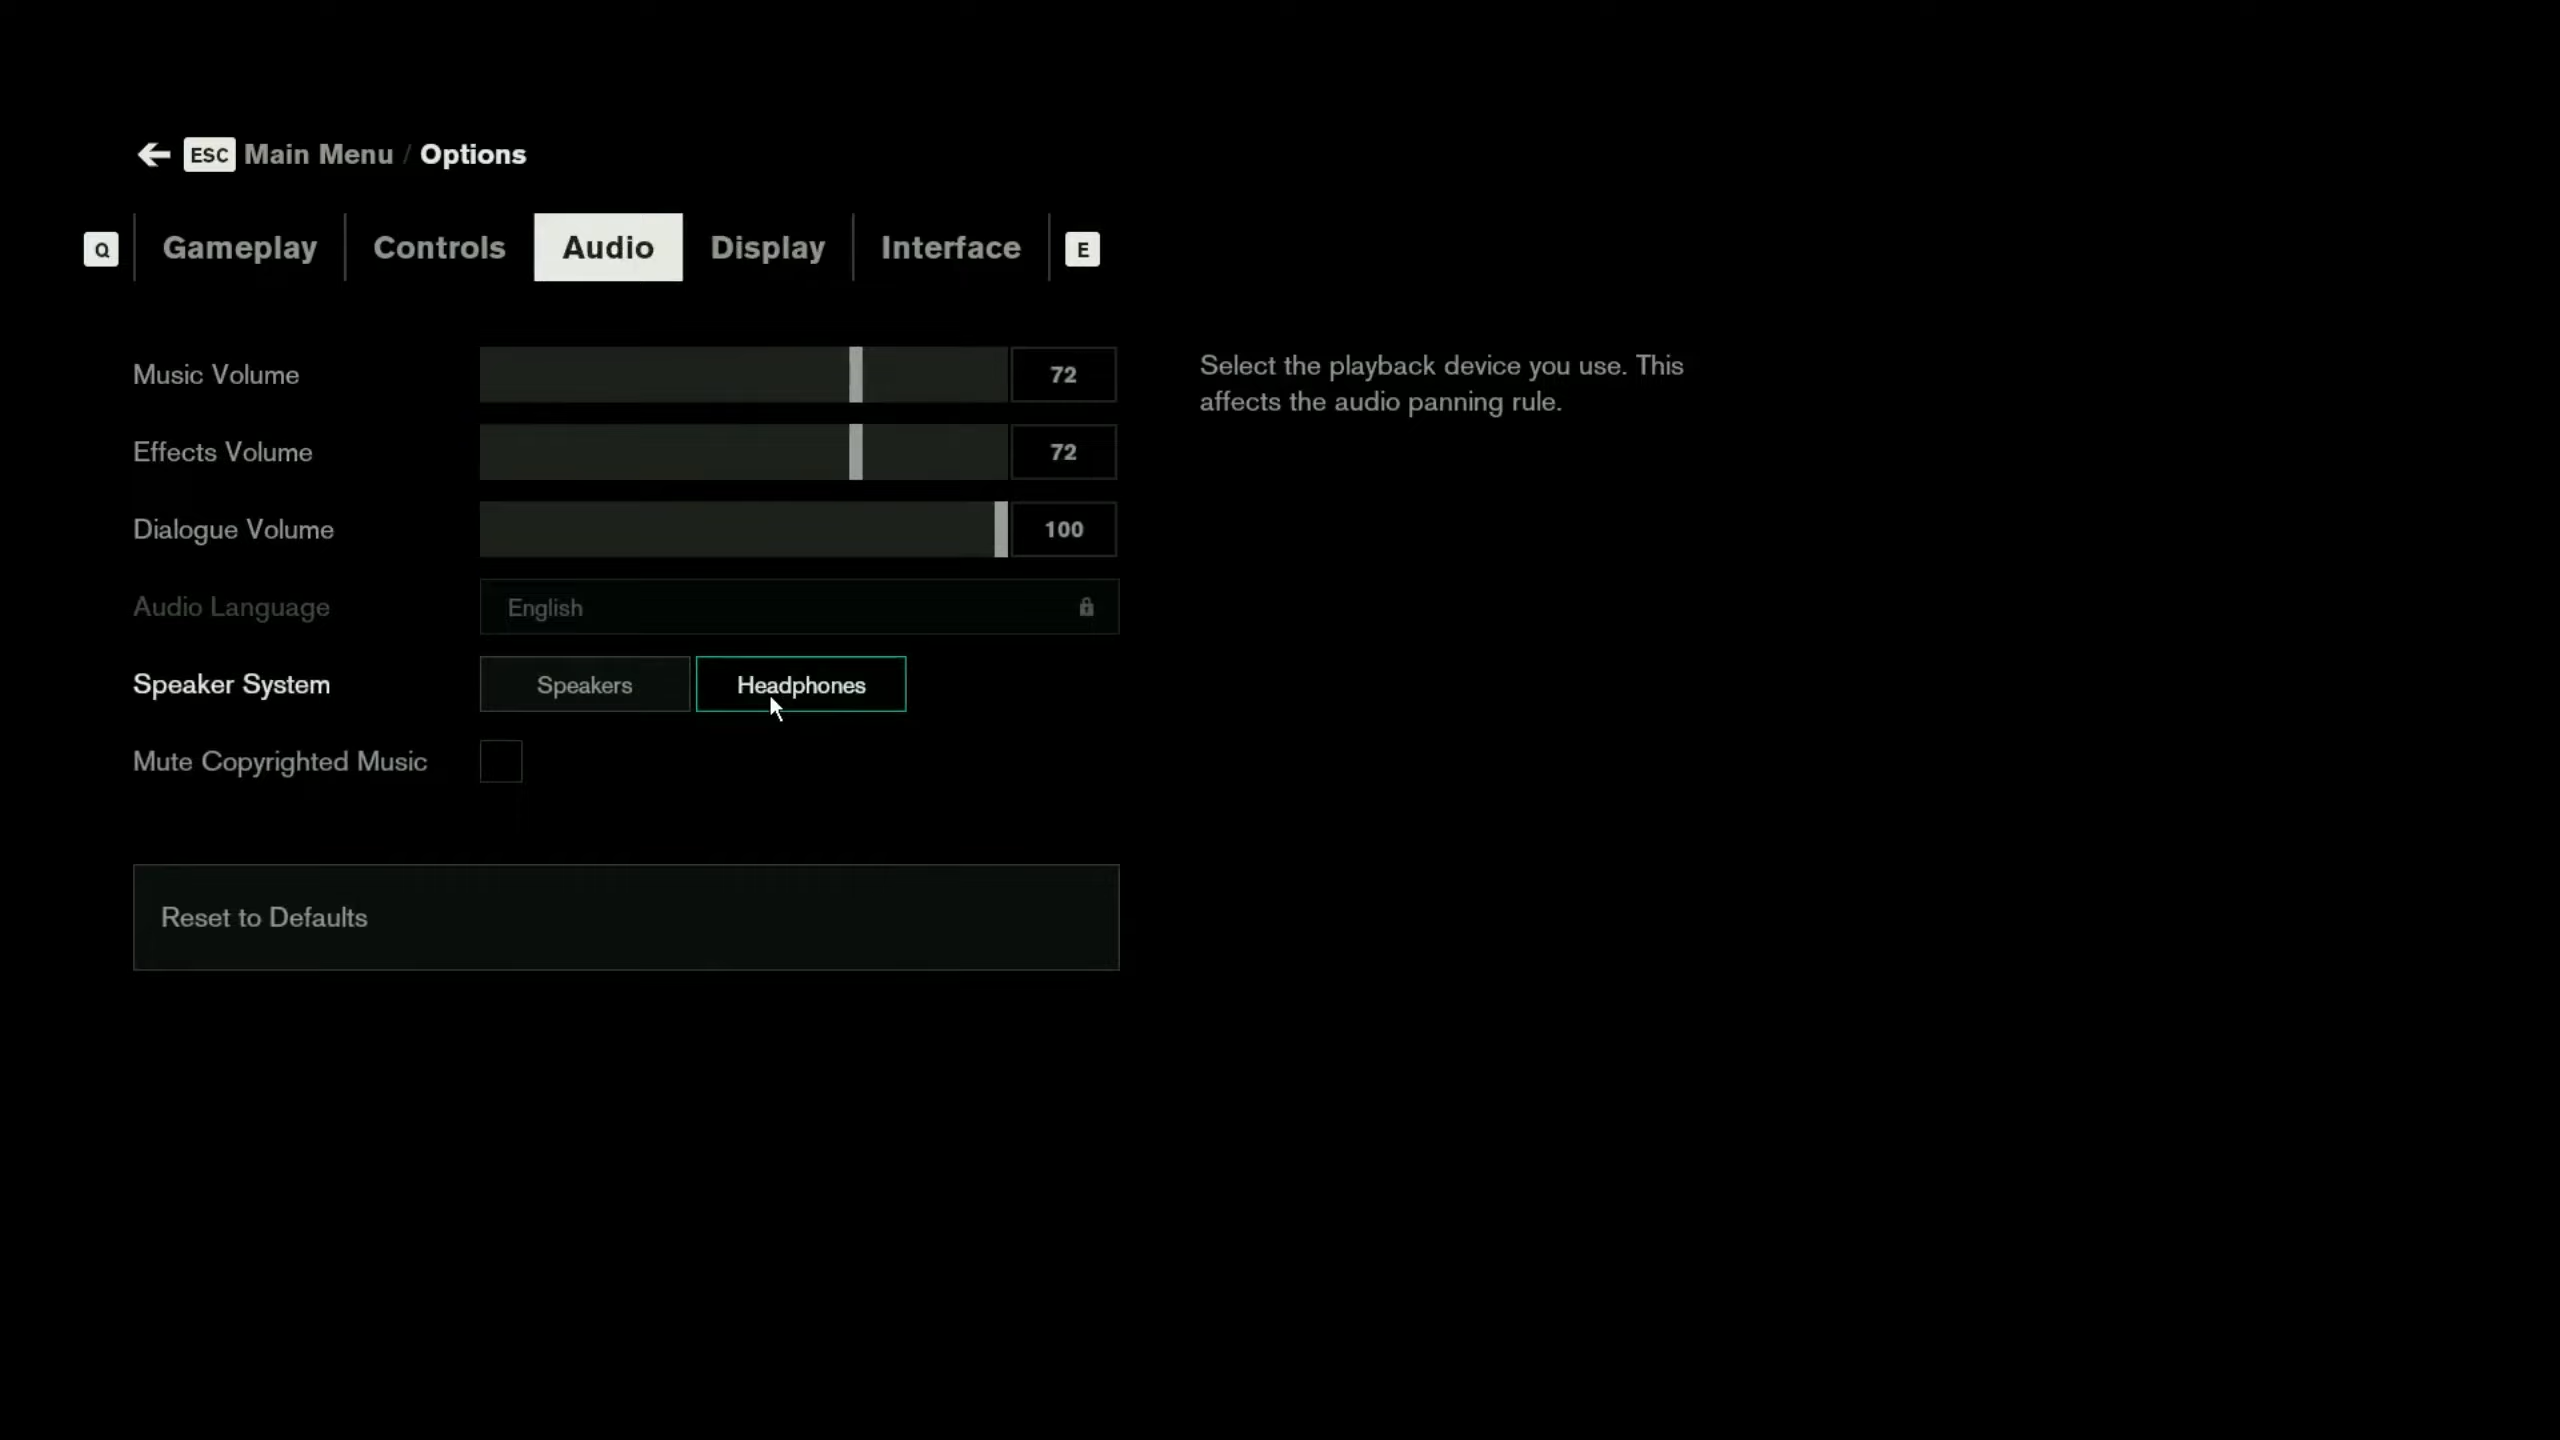 ESC Main Menu / Options
Q Gameplay Controls Audio Display Interface E
Music Volume 72
Effects Volume 72
Dialogue Volume 100
Audio Language English
Speaker System Speakers Headphones
Mute Copyrighted Music
Reset to Defaults
Select the playback device you use. This
affects the audio panning rule.